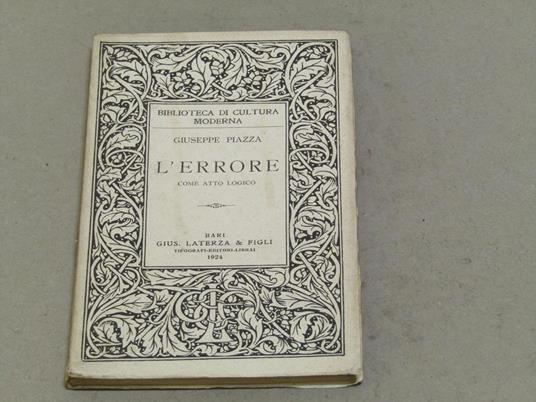 BIBLIOTECA DI CULTURA
MODERNA
GIUSEPPE PIAZZA
L'ERRORE
COME ATTO LOGICO
BARI
GIUS. LATERZA & FIGLI
TIPOGRAFI-EDITORI-LIBRAI
1924